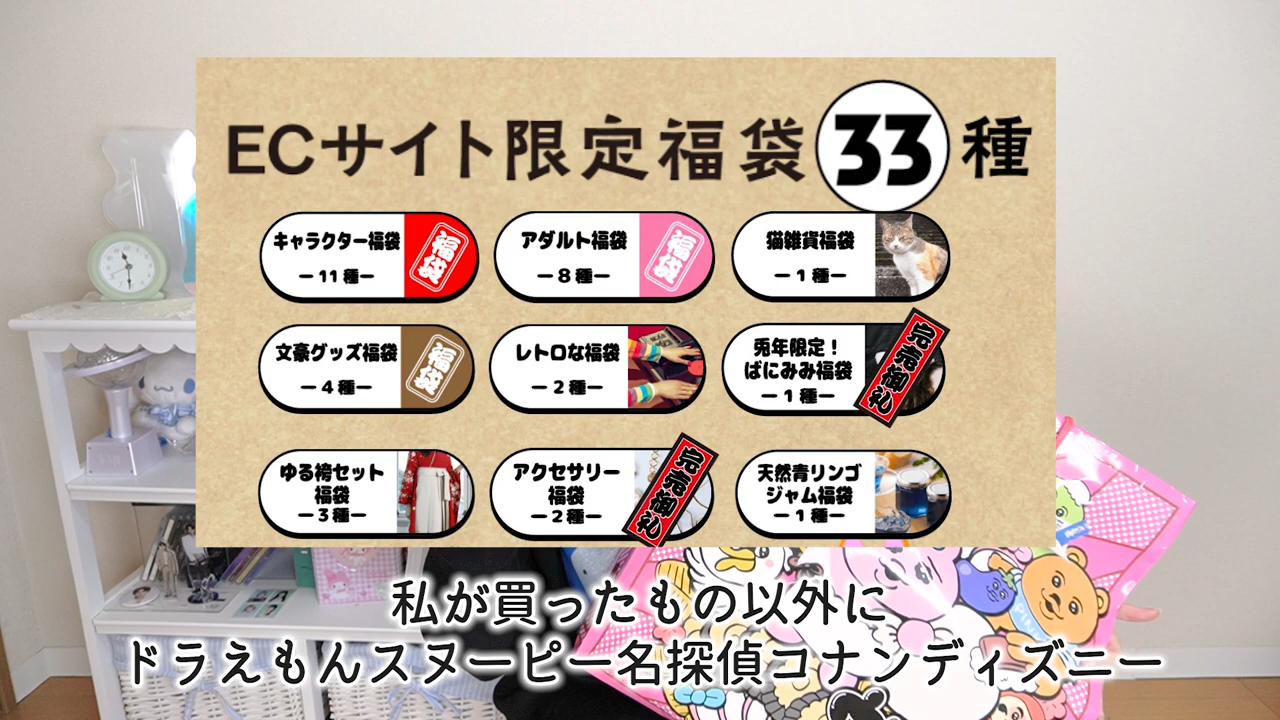 ECサイト限定福袋33種
キャラクター福袋
ー11種ー
福袋
アダルト福袋
ー8種ー
福袋
猫雑貨福袋
ー1種ー
文豪グッズ福袋
ー4種ー
福袋
レトロな福袋
ー2種ー
兎年限定！
ばにみみ福袋
ー1種ー
完売御礼
ゆる袴セット
福袋
ー3種ー
アクセサリー
福袋
ー2種ー
完売御礼
天然青リンゴ
ジャム福袋
ー1種ー
私が買ったもの以外に
ドラえもんスヌーピー名探偵コナンディズニー